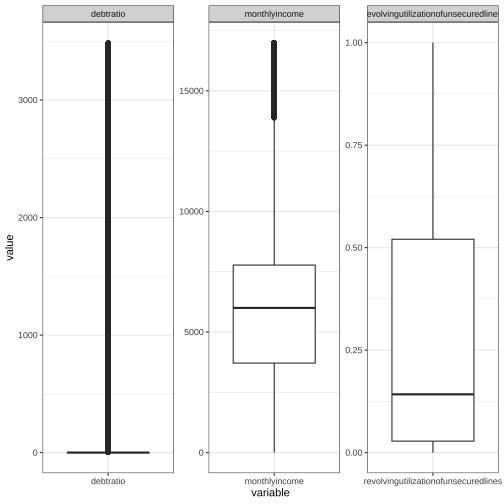 debtratio
monthlyincome
evolvingutilizationofunsecuredlines
value
3000
2000
1000
0
15000
10000
5000
0
1.00
0.75
0.50
0.25
0.00
debtratio
monthlyincome
revolvingutilizationofunsecuredlines
variable